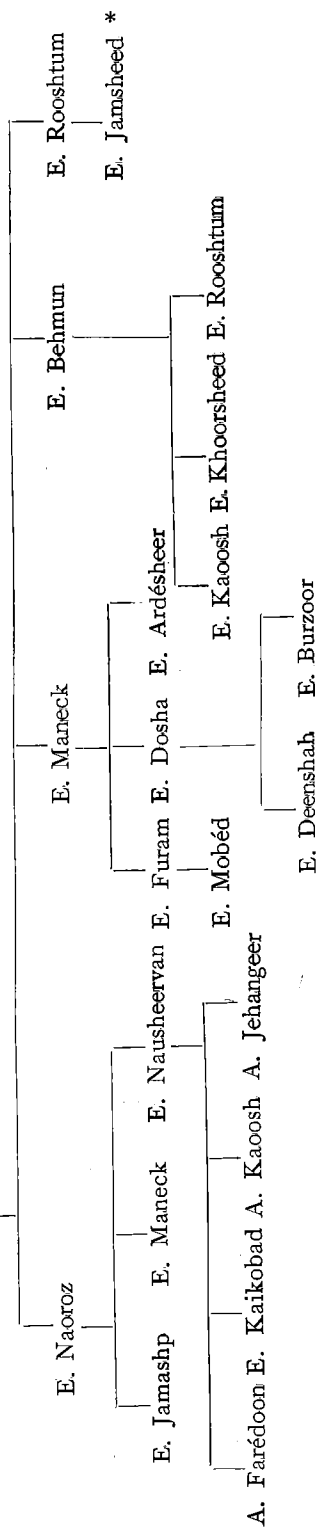 E. Naoroz E. Maneck E. Behmun E. Rooshtum
E. Jamashp E. Maneck E. Nausheervan E. Furam E. Dosha E. Ardésheer E. Jamsheed *
A. Farédoon E. Kaikobad A. Kaoosh A. Jehangeer E. Mobéd E. Kaoosh E. Khoorsheed E. Rooshtum
E. Deenshah E. Burzoor